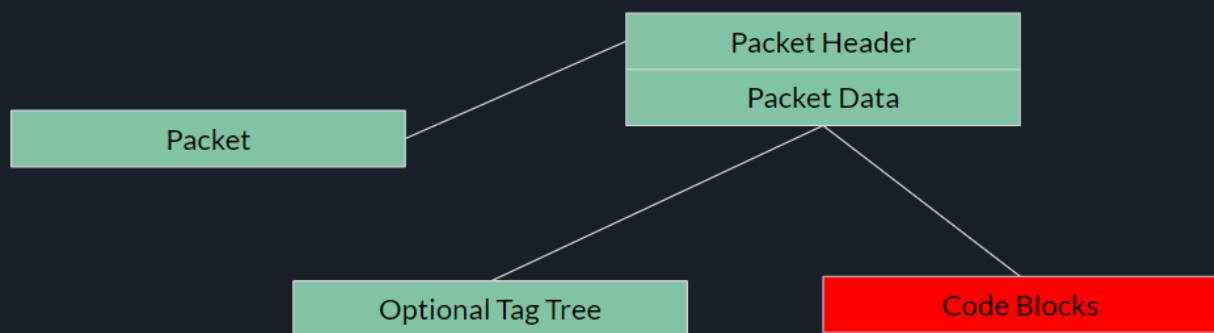 Packet Header
Packet Data
Packet
Optional Tag Tree
Code Blocks